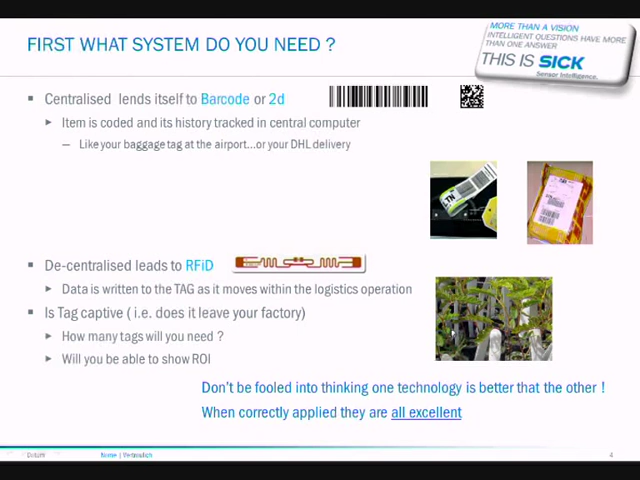 FIRST WHAT SYSTEM DO YOU NEED ?
MORE THAN A VISION
INTELLIGENT QUESTIONS HAVE MORE
THAN ONE ANSWER
THIS IS SICK
Sensor Intelligence.
Centralised lends itself to Barcode or 2d
Item is coded and its history tracked in central computer
Like your baggage tag at the airport...or your DHL delivery
De-centralised leads to RFiD
Data is written to the TAG as it moves within the logistics operation
Is Tag captive ( i.e. does it leave your factory)
How many tags will you need ?
Will you be able to show ROI
Don't be fooled into thinking one technology is better that the other !
When correctly applied they are all excellent
4